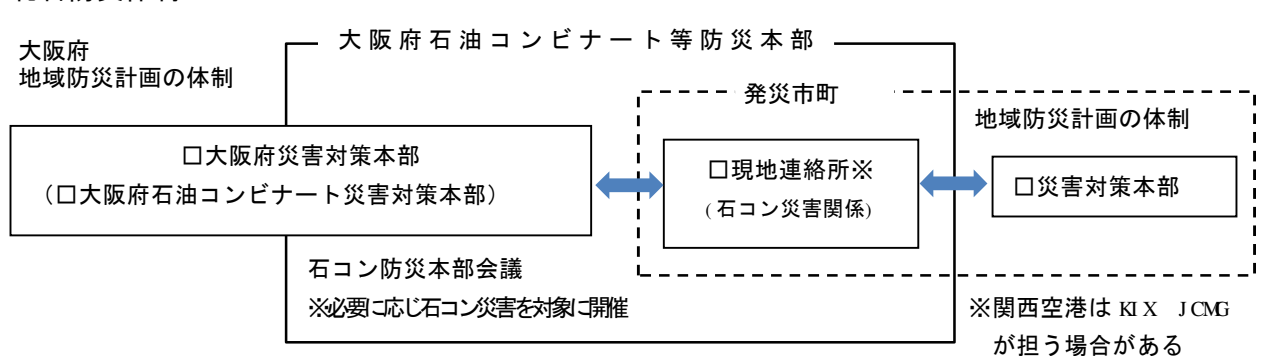 大阪府石油コンビナート等防災本部
大阪府
地域防災計画の体制
発災市町
地域防災計画の体制
□大阪府災害対策本部
(□大阪府石油コンビナート災害対策本部)
□現地連絡所※
(石コン災害関係)
□災害対策本部
石コン防災本部会議
※必要に応じ石コン災害を対象に開催
※関西空港は KIX JCMG
が担う場合がある